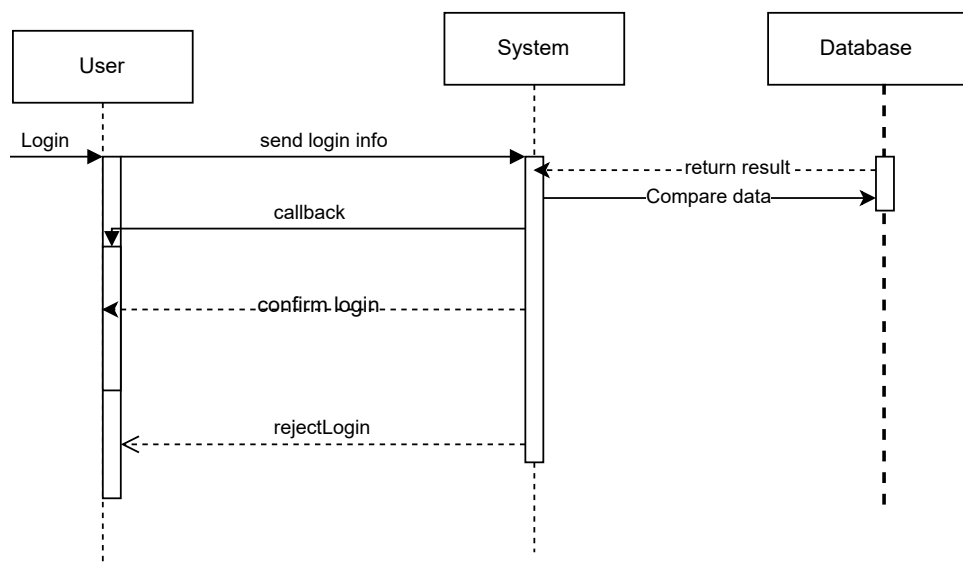 User
System
Database
Login
send login info
return result
Compare data
callback
confirm login
rejectLogin